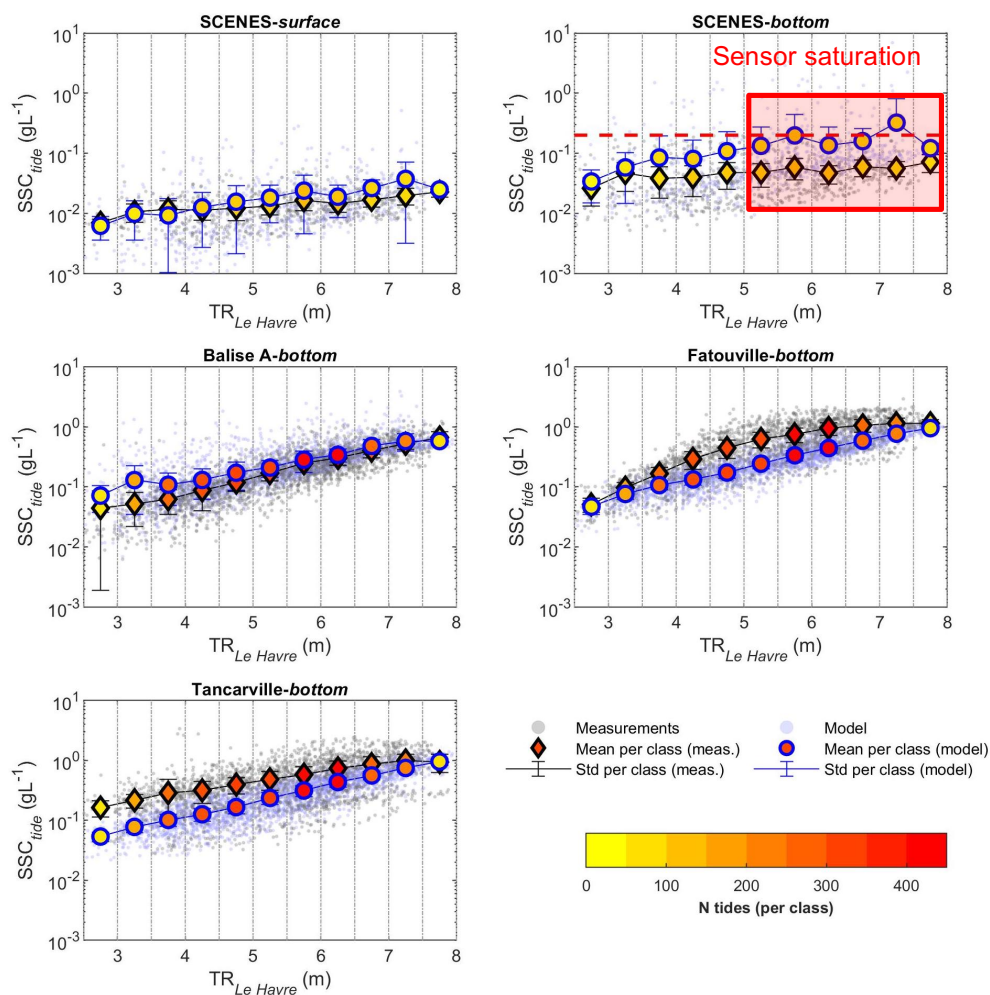 SCENES-surface
10^1
10^0
10^-1
10^-2
10^-3
SSC_tide (gL^-1)
3 4 5 6 7 8
TR_Le Havre (m)
SCENES-bottom
Sensor saturation
10^1
10^0
10^-1
10^-2
10^-3
SSC_tide (gL^-1)
3 4 5 6 7 8
TR_Le Havre (m)
Balise A-bottom
10^1
10^0
10^-1
10^-2
10^-3
SSC_tide (gL^-1)
3 4 5 6 7 8
TR_Le Havre (m)
Fatouville-bottom
10^1
10^0
10^-1
10^-2
10^-3
SSC_tide (gL^-1)
3 4 5 6 7 8
TR_Le Havre (m)
Tancarville-bottom
10^1
10^0
10^-1
10^-2
10^-3
SSC_tide (gL^-1)
3 4 5 6 7 8
TR_Le Havre (m)
Measurements
Mean per class (meas.)
Std per class (meas.)
Model
Mean per class (model)
Std per class (model)
0 100 200 300 400
N tides (per class)